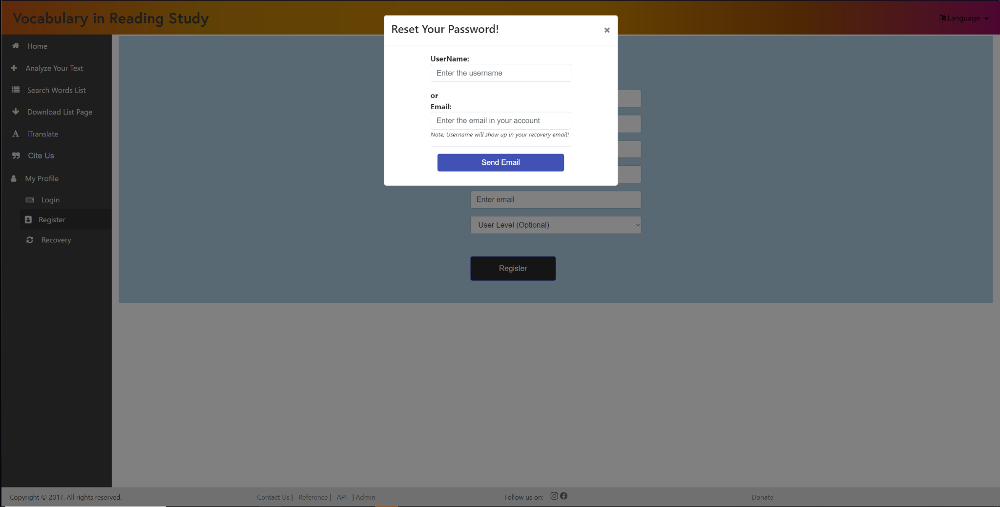 Vocabulary in Reading Study
Language
Home
Analyze Your Text
Search Words List
Download List Page
iTranslate
Cite Us
My Profile
Login
Register
Recovery
Reset Your Password!
×
UserName:
Enter the username
or
Email:
Enter the email in your account
Note: Username will show up in your recovery email!
Send Email
Enter email
User Level (Optional)
Register
Copyright © 2017. All rights reserved.
Contact Us | Reference | API | Admin
Follow us on:
Donate